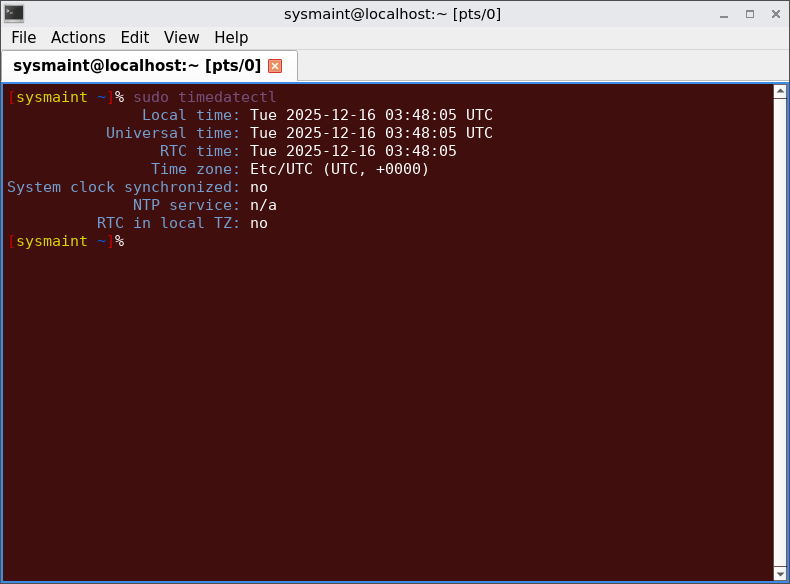 sysmaint@localhost:~ [pts/0]
File Actions Edit View Help
sysmaint@localhost:~ [pts/0]
[sysmaint ~]% sudo timedatectl
Local time: Tue 2025-12-16 03:48:05 UTC
Universal time: Tue 2025-12-16 03:48:05 UTC
RTC time: Tue 2025-12-16 03:48:05
Time zone: Etc/UTC (UTC, +0000)
System clock synchronized: no
NTP service: n/a
RTC in local TZ: no
[sysmaint ~]%